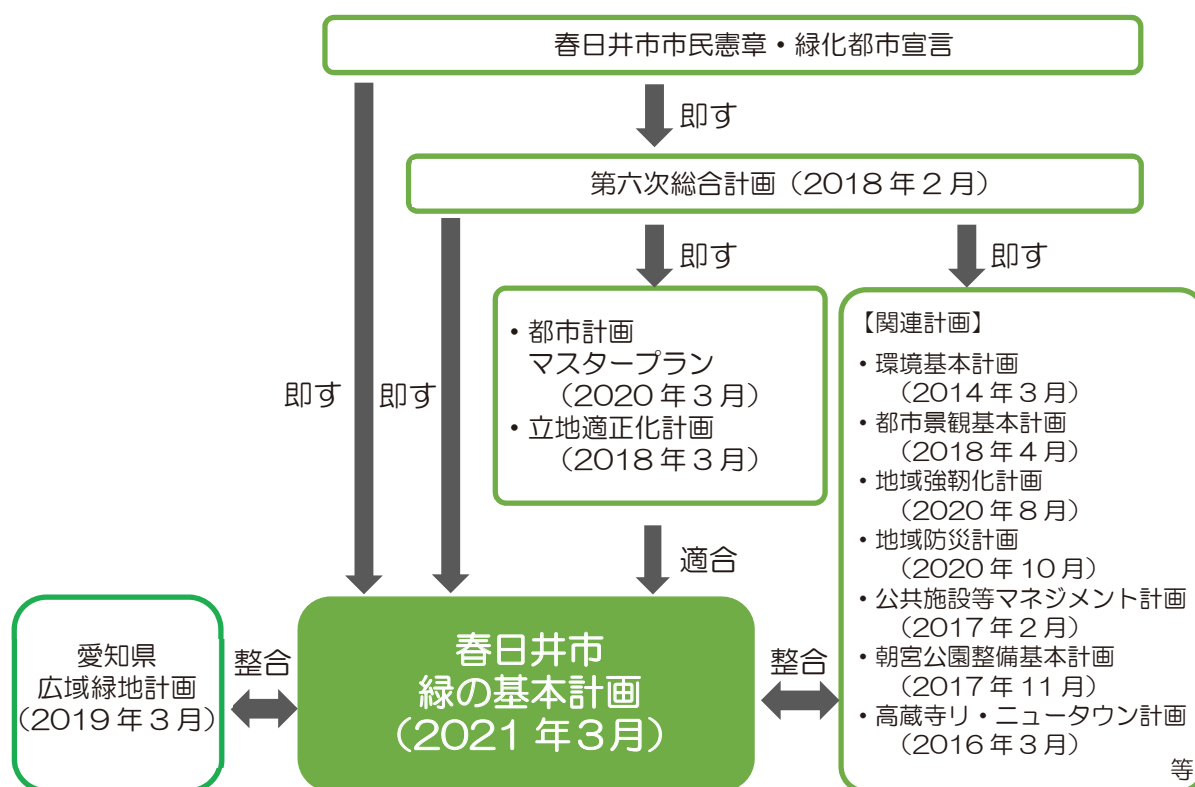 春日井市市民憲章・緑化都市宣言
即す
第六次総合計画（2018年2月）
即す
即す
即す
即す
・都市計画
マスタープラン
（2020年3月）
・立地適正化計画
（2018年3月）
適合
【関連計画】
・環境基本計画
（2014年3月）
・都市景観基本計画
（2018年4月）
・地域強靭化計画
（2020年8月）
・地域防災計画
（2020年10月）
・公共施設等マネジメント計画
（2017年2月）
・朝宮公園整備基本計画
（2017年11月）
・高蔵寺リ・ニュータウン計画
（2016年3月）
等
愛知県
広域緑地計画
（2019年3月）
整合
春日井市
緑の基本計画
（2021年3月）
整合